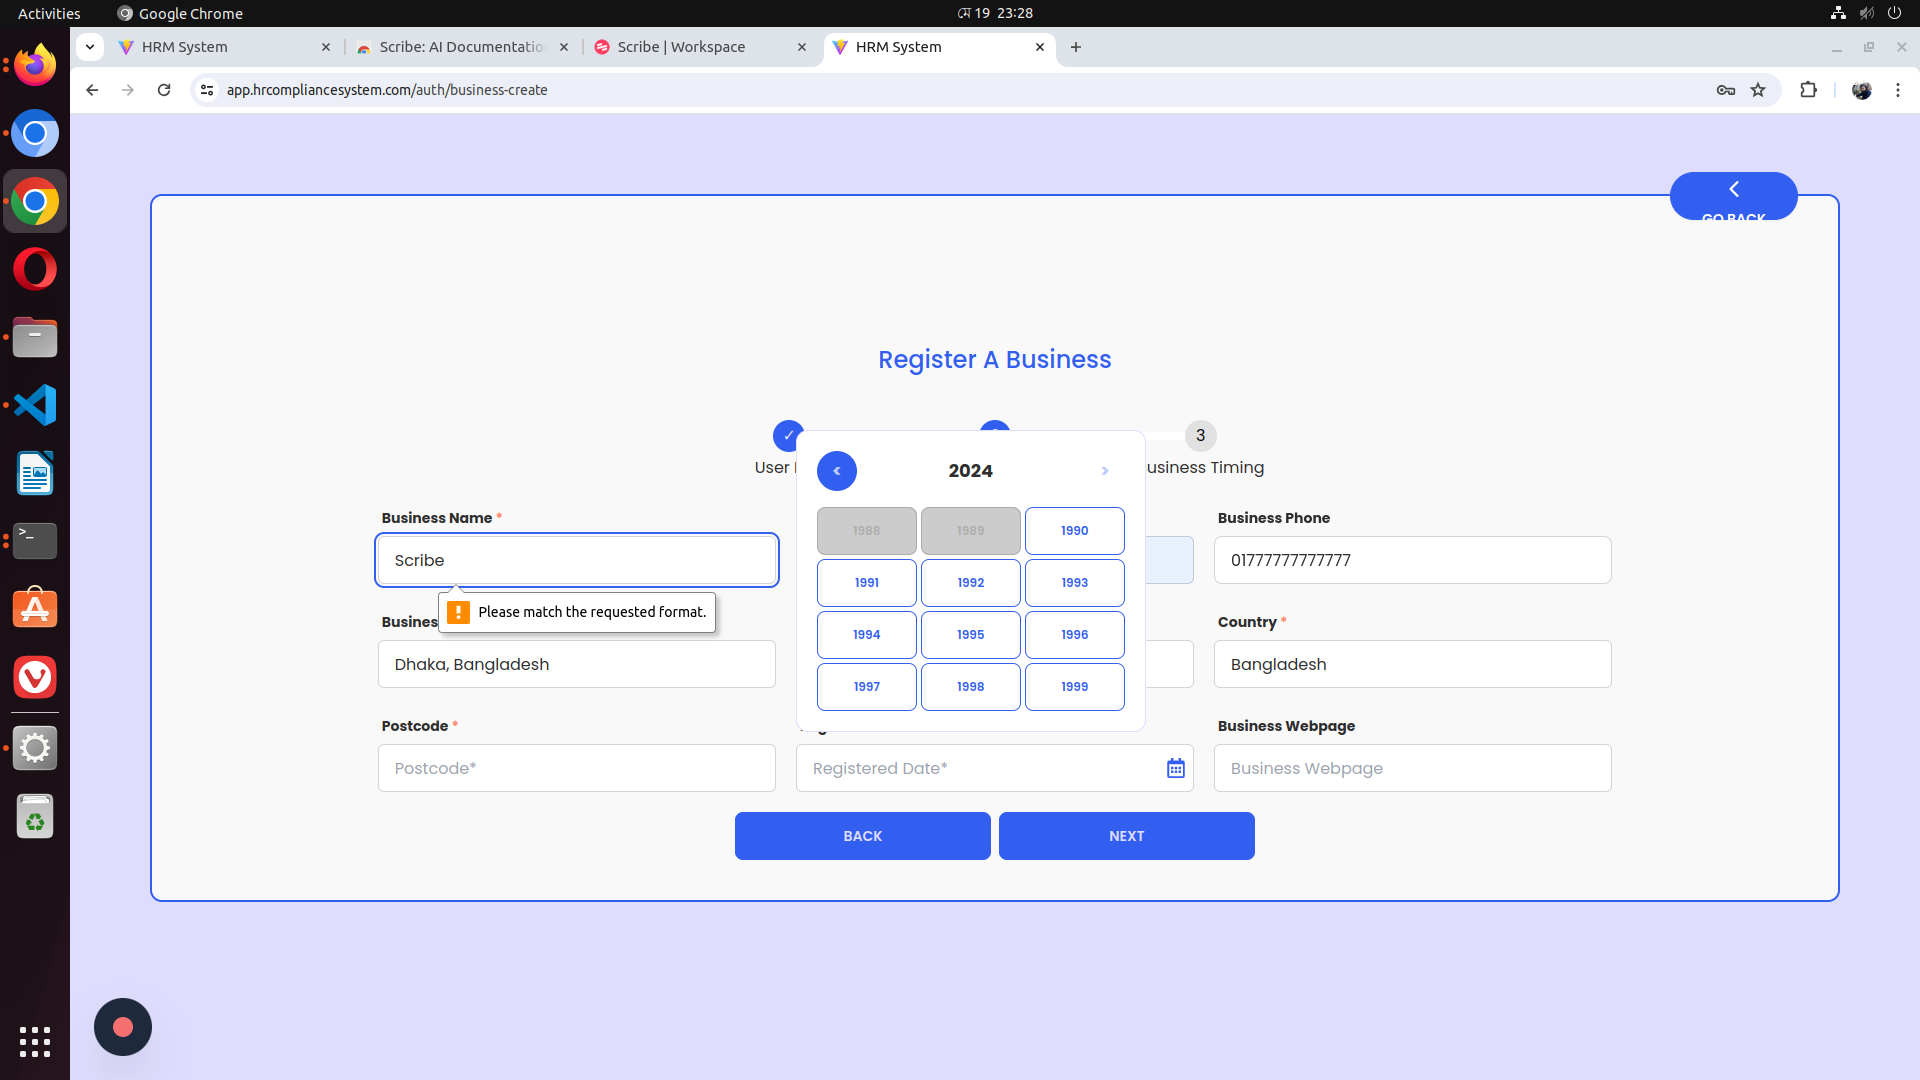 Activities
Google Chrome
মে 19 23:28
HRM System
Scribe: AI Documentatio
Scribe | Workspace
HRM System
app.hrcompliancesystem.com/auth/business-create
GO BACK
Register A Business
✓
3
User
usiness Timing
< 2024 >
1988 1989 1990
1991 1992 1993
1994 1995 1996
1997 1998 1999
Business Name *
Business Phone
Scribe
01777777777777
Please match the requested format.
Busines
Country *
Dhaka, Bangladesh
Bangladesh
Postcode *
Business Webpage
Postcode*
Registered Date*
Business Webpage
BACK
NEXT